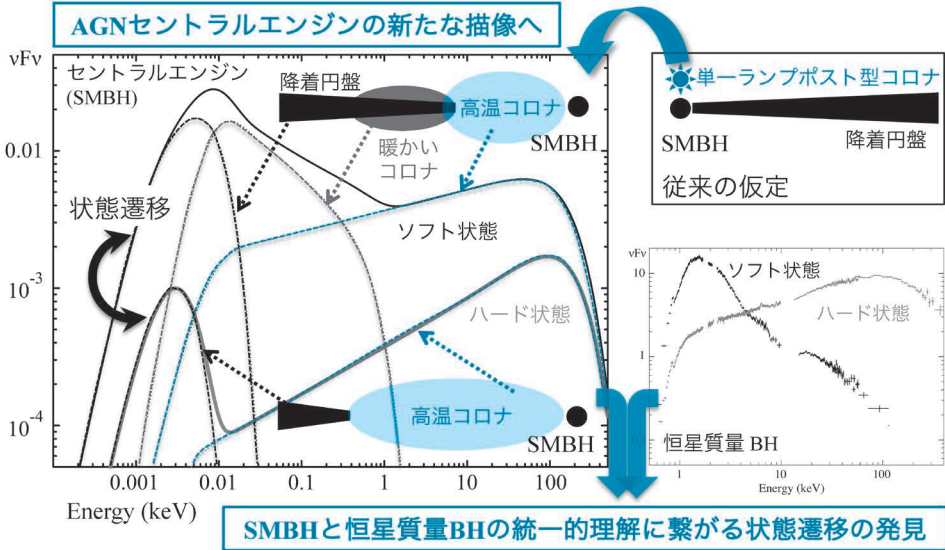 AGNセントラルエンジンの新たな描像へ
νFν
セントラルエンジン
(SMBH)
降着円盤
高温コロナ
SMBH
暖かい
コロナ
0.01
状態遷移
ソフト状態
10⁻³
ハード状態
高温コロナ
SMBH
10⁻⁴
0.001
0.01
0.1
1
10
100
Energy (keV)
単一ランプポスト型コロナ
SMBH
降着円盤
従来の仮定
νFν
10
ソフト状態
ハード状態
1
0.1
恒星質量 BH
1
10
100
Energy (keV)
SMBHと恒星質量BHの統一的理解に繋がる状態遷移の発見